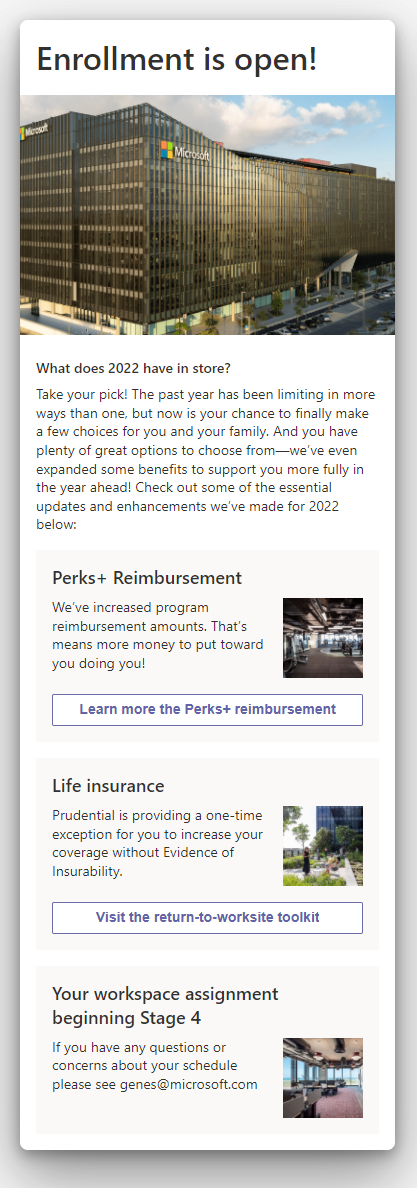 Enrollment is open!
Microsoft
Microsoft
What does 2022 have in store?
Take your pick! The past year has been limiting in more
ways than one, but now is your chance to finally make
a few choices for you and your family. And you have
plenty of great options to choose from—we've even
expanded some benefits to support you more fully in
the year ahead! Check out some of the essential
updates and enhancements we've made for 2022
below:
Perks+ Reimbursement
We've increased program
reimbursement amounts. That's
means more money to put toward
you doing you!
Learn more the Perks+ reimbursement
Life insurance
Prudential is providing a one-time
exception for you to increase your
coverage without Evidence of
Insurability.
Visit the return-to-worksite toolkit
Your workspace assignment
beginning Stage 4
If you have any questions or
concerns about your schedule
please see genes@microsoft.com